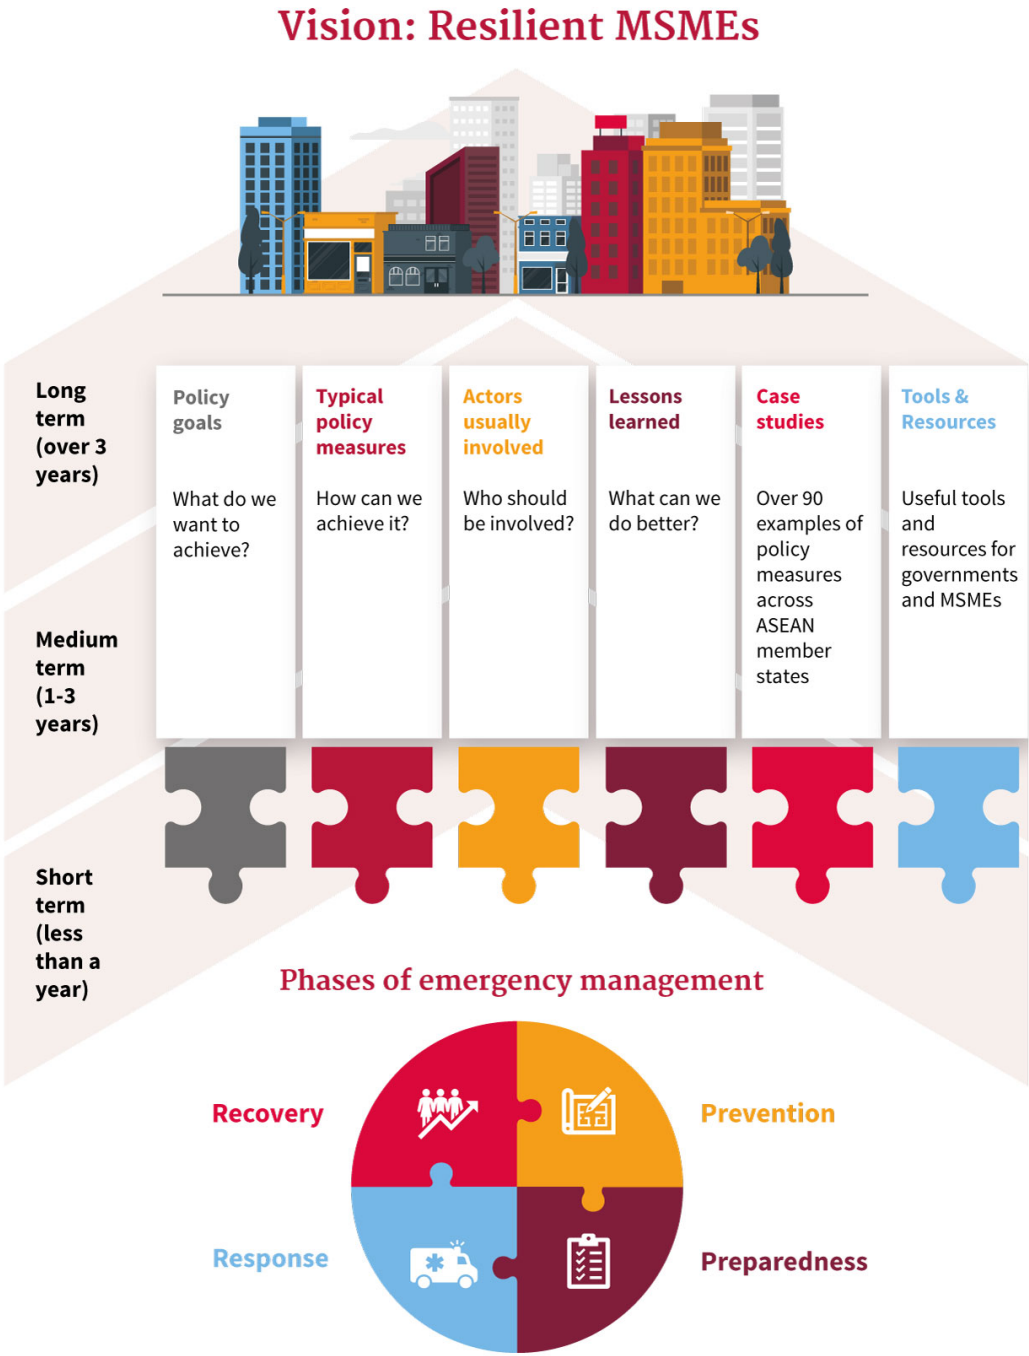 Vision: Resilient MSMEs
Long
term
(over 3
years)
Medium
term
(1-3
years)
Short
term
(less
than a
year)
Policy
goals
What do we
want to
achieve?
Typical
policy
measures
How can we
achieve it?
Actors
usually
involved
Who should
be involved?
Lessons
learned
What can we
do better?
Case
studies
Over 90
examples of
policy
measures
across
ASEAN
member
states
Tools &
Resources
Useful tools
and
resources for
governments
and MSMEs
Phases of emergency management
Recovery
Prevention
Response
Preparedness